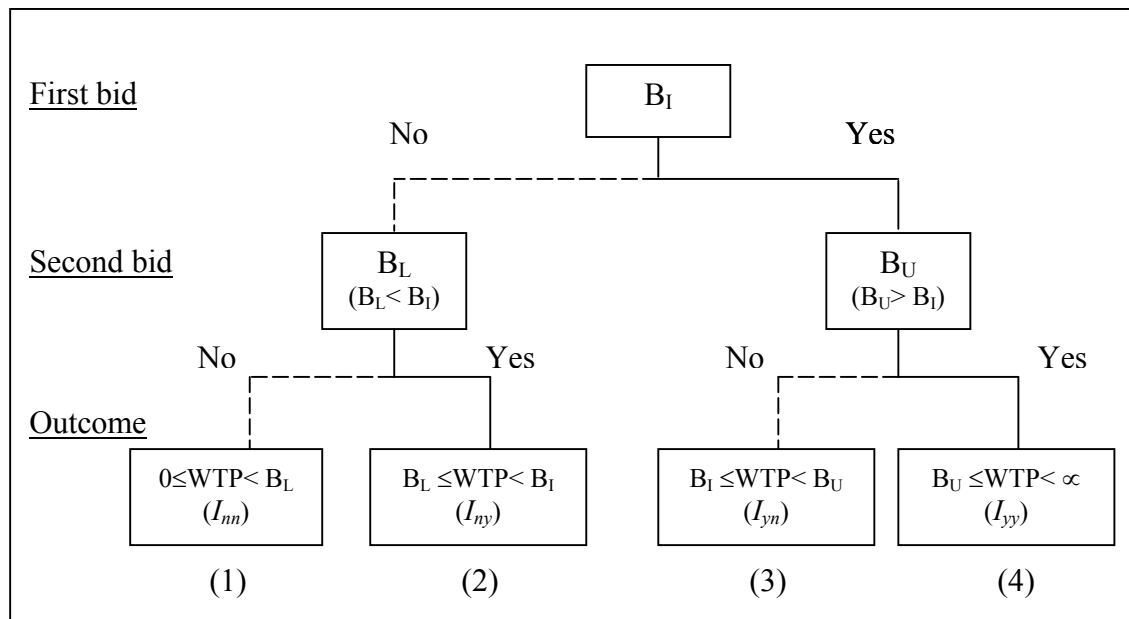 First bid
B_I
No Yes
Second bid
B_L B_U
(B_L< B_I) (B_U> B_I)
No Yes No Yes
Outcome
0≤WTP< B_L B_L ≤WTP< B_I B_I ≤WTP< B_U B_U ≤WTP< ∝
(I_nn) (I_ny) (I_yn) (I_yy)
(1) (2) (3) (4)